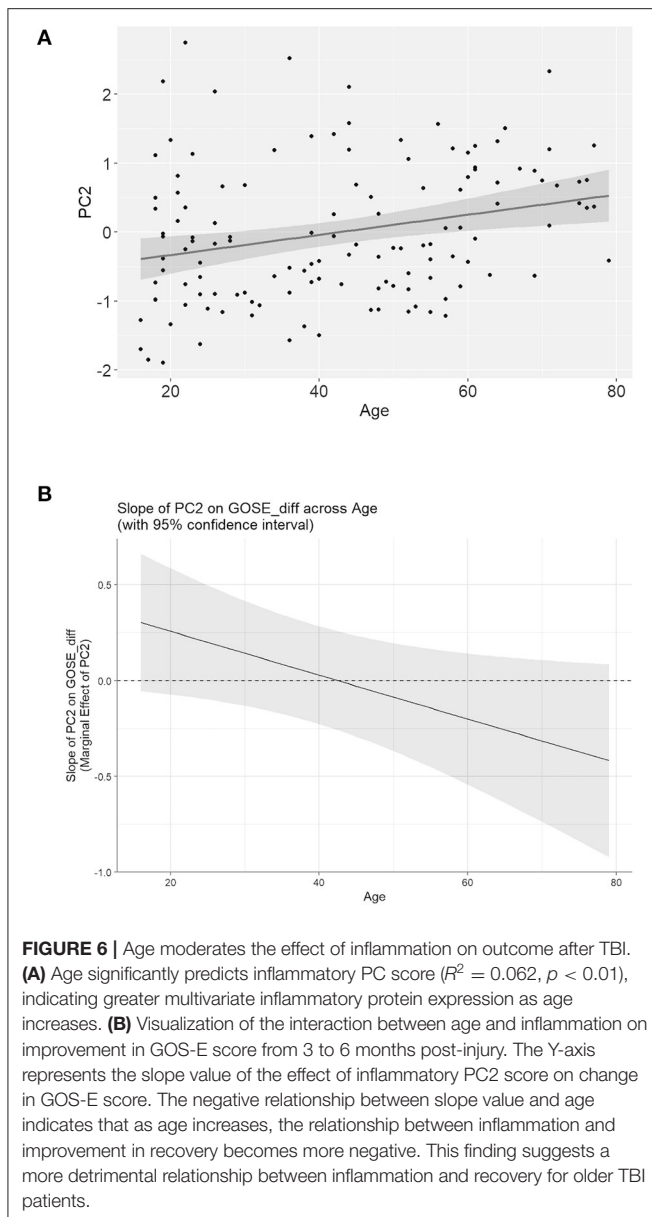 A
2
1
0
-1
-2
PC2
20
40
60
80
Age
B
Slope of PC2 on GOSE_diff across Age
(with 95% confidence interval)
0.5
0.0
-0.5
-1.0
Slope of PC2 on GOSE_diff
(Marginal Effect of PC2)
20
40
60
80
Age
FIGURE 6 | Age moderates the effect of inflammation on outcome after TBI.
(A) Age significantly predicts inflammatory PC score (R² = 0.062, p < 0.01),
indicating greater multivariate inflammatory protein expression as age
increases. (B) Visualization of the interaction between age and inflammation on
improvement in GOS-E score from 3 to 6 months post-injury. The Y-axis
represents the slope value of the effect of inflammatory PC2 score on change
in GOS-E score. The negative relationship between slope value and age
indicates that as age increases, the relationship between inflammation and
improvement in recovery becomes more negative. This finding suggests a
more detrimental relationship between inflammation and recovery for older TBI
patients.